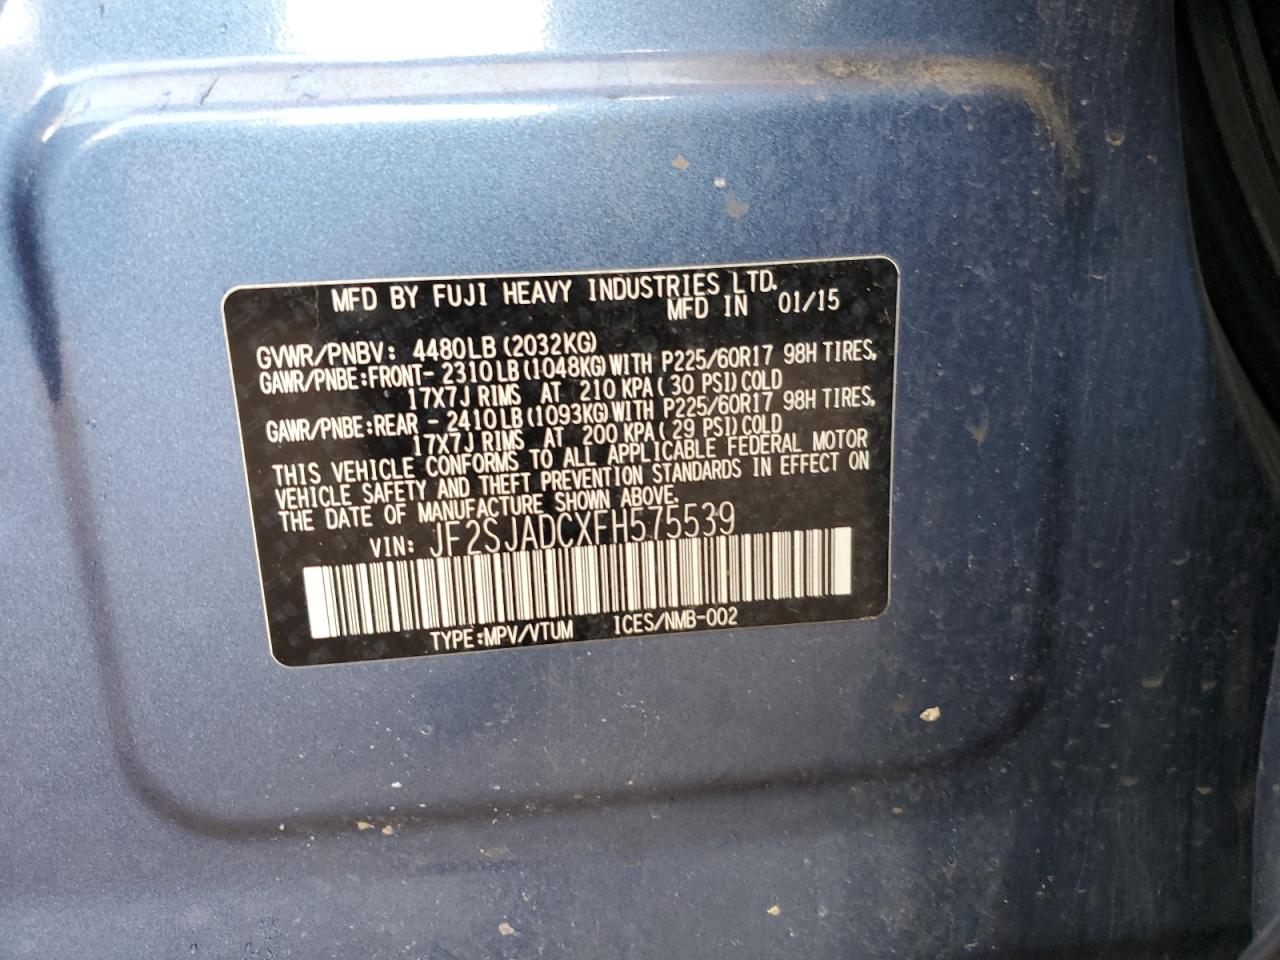 MFD BY FUJI HEAVY INDUSTRIES LTD.
MFD IN 01/15
GVWR/PNBV: 4480LB(2032KG)
GAWR/PNBE:FRONT- 2310LB(1048KG)WITH P225/60R17 98H TIRES,
17X7J RIMS AT 210 KPA( 30 PSI)COLD
GAWR/PNBE:REAR - 2410LB(1093KG)WITH P225/60R17 98H TIRES,
17X7J RIMS AT 200 KPA( 29 PSI)COLD
THIS VEHICLE CONFORMS TO ALL APPLICABLE FEDERAL MOTOR
VEHICLE SAFETY AND THEFT PREVENTION STANDARDS IN EFFECT ON
THE DATE OF MANUFACTURE SHOWN ABOVE.
VIN: JF2SJADCXFH575539
TYPE:MPV/VTUM ICES/NMB-002